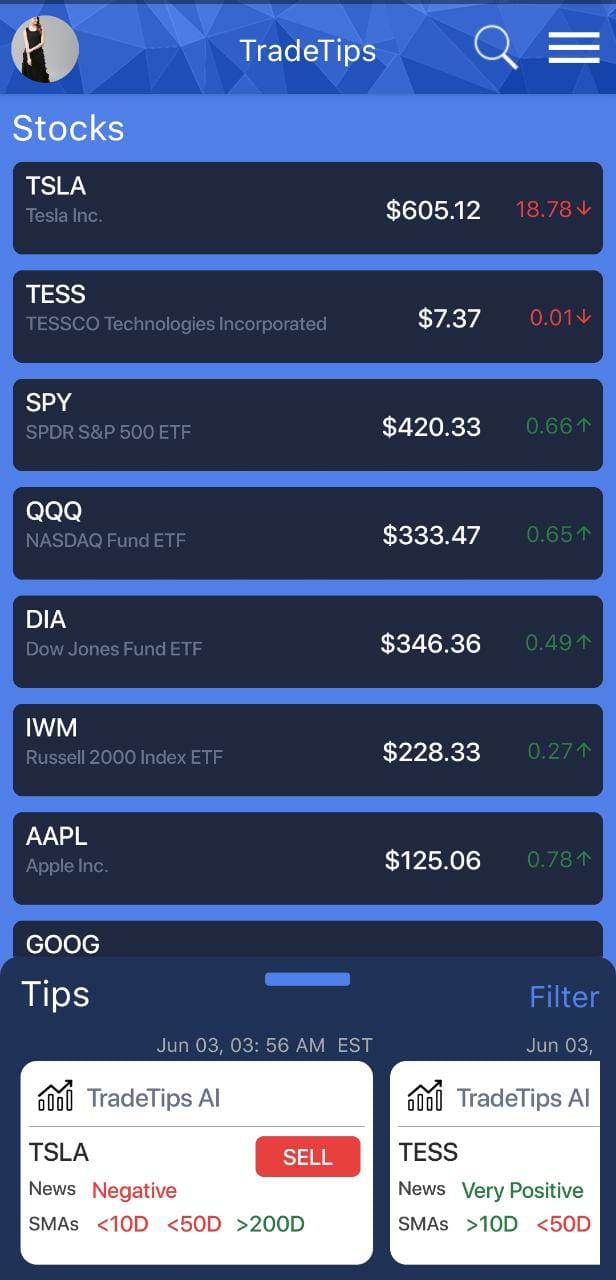 TradeTips
Stocks
TSLA
Tesla Inc.
$605.12 18.78↓
TESS
TESSCO Technologies Incorporated
$7.37 0.01↓
SPY
SPDR S&P 500 ETF
$420.33 0.66↑
QQQ
NASDAQ Fund ETF
$333.47 0.65↑
DIA
Dow Jones Fund ETF
$346.36 0.49↑
IWM
Russell 2000 Index ETF
$228.33 0.27↑
AAPL
Apple Inc.
$125.06 0.78↑
GOOG
Tips Filter
Jun 03, 03: 56 AM EST
TradeTips AI
TSLA SELL
News Negative
SMAs <10D <50D >200D
Jun 03,
TradeTips AI
TESS
News Very Positive
SMAs >10D <50D